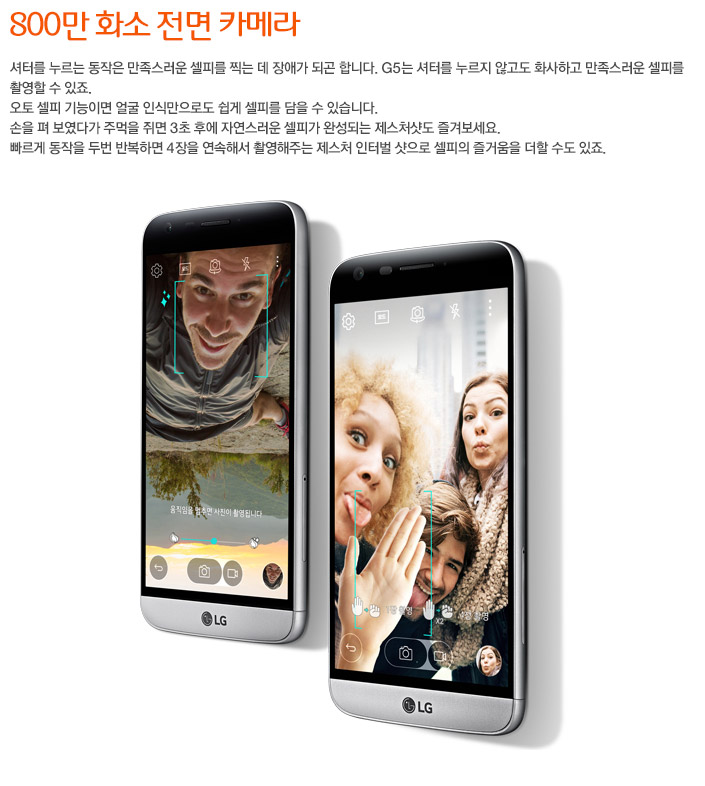 800만 화소 전면 카메라
셔터를 누르는 동작은 만족스러운 셀피를 찍는 데 장애가 되곤 합니다. G5는 셔터를 누르지 않고도 화사하고 만족스러운 셀피를
촬영할 수 있죠.
오토 셀피 기능이면 얼굴 인식만으로도 쉽게 셀피를 담을 수 있습니다.
손을 펴 보였다가 주먹을 쥐면 3초 후에 자연스러운 셀피가 완성되는 제스처샷도 즐겨보세요.
빠르게 동작을 두번 반복하면 4장을 연속해서 촬영해주는 제스처 인터벌 샷으로 셀피의 즐거움을 더할 수도 있죠.
움직임을 멈추면 사진이 촬영됩니다
촬영
촬영
X2
LG
LG